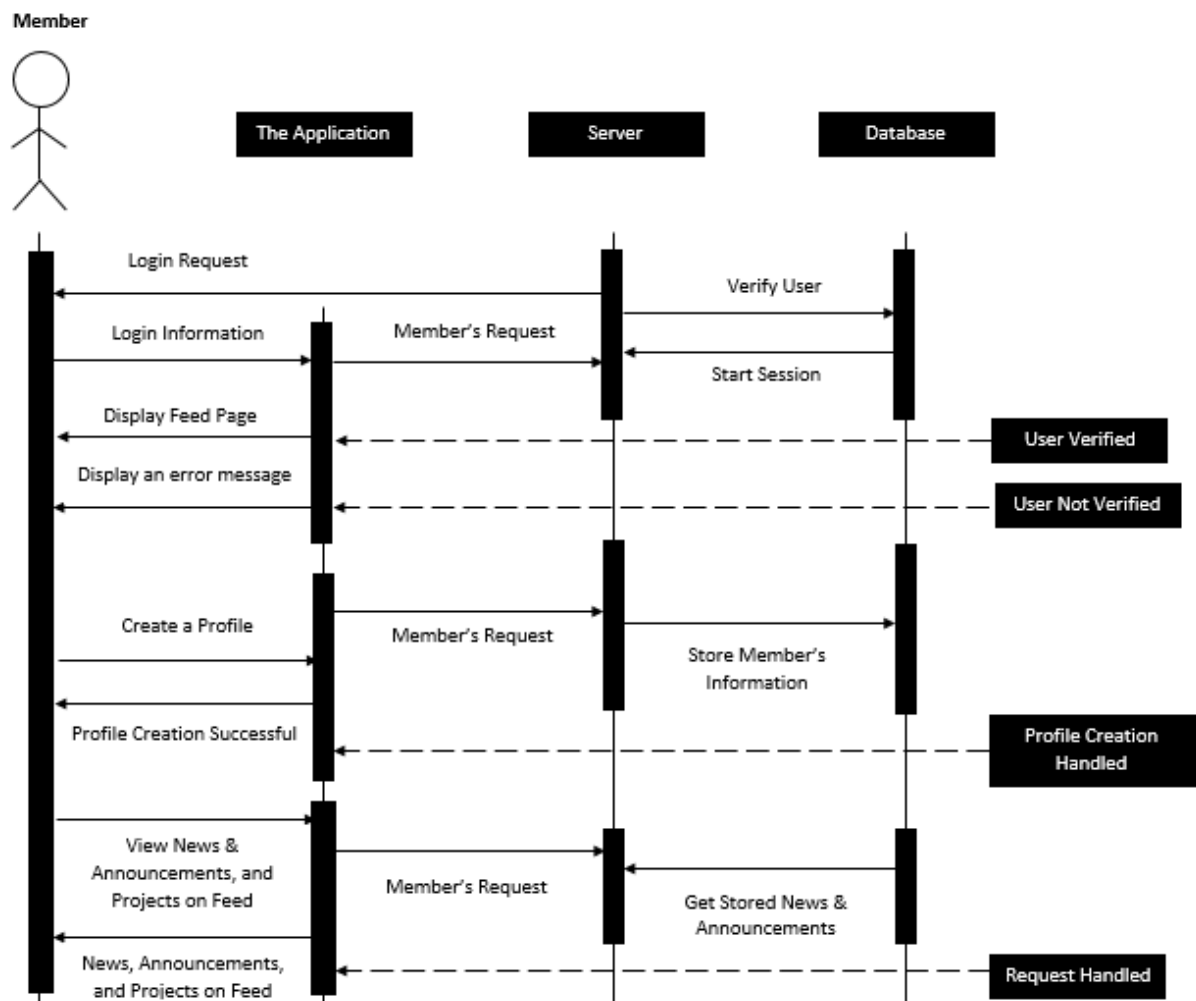 Member
The Application
Server
Database
Login Request
Verify User
Login Information
Member's Request
Start Session
Display Feed Page
User Verified
Display an error message
User Not Verified
Create a Profile
Member's Request
Store Member's
Information
Profile Creation Successful
Profile Creation
Handled
View News &
Announcements, and
Projects on Feed
Member's Request
Get Stored News &
Announcements
News, Announcements,
and Projects on Feed
Request Handled